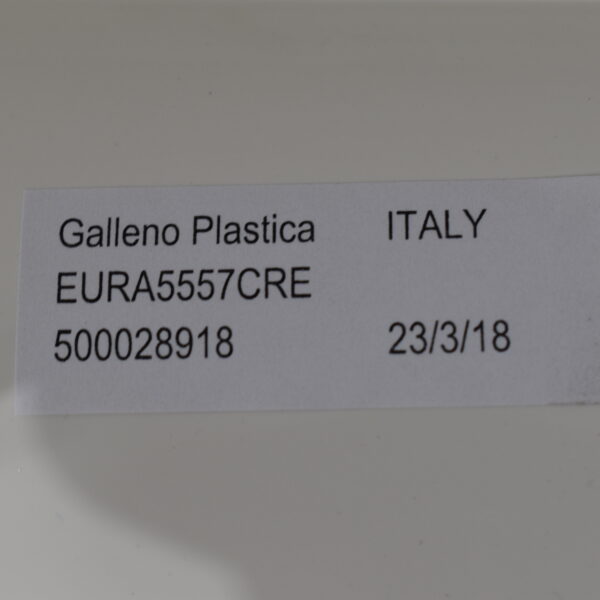 Galleno Plastica ITALY
EURA5557CRE
500028918 23/3/18